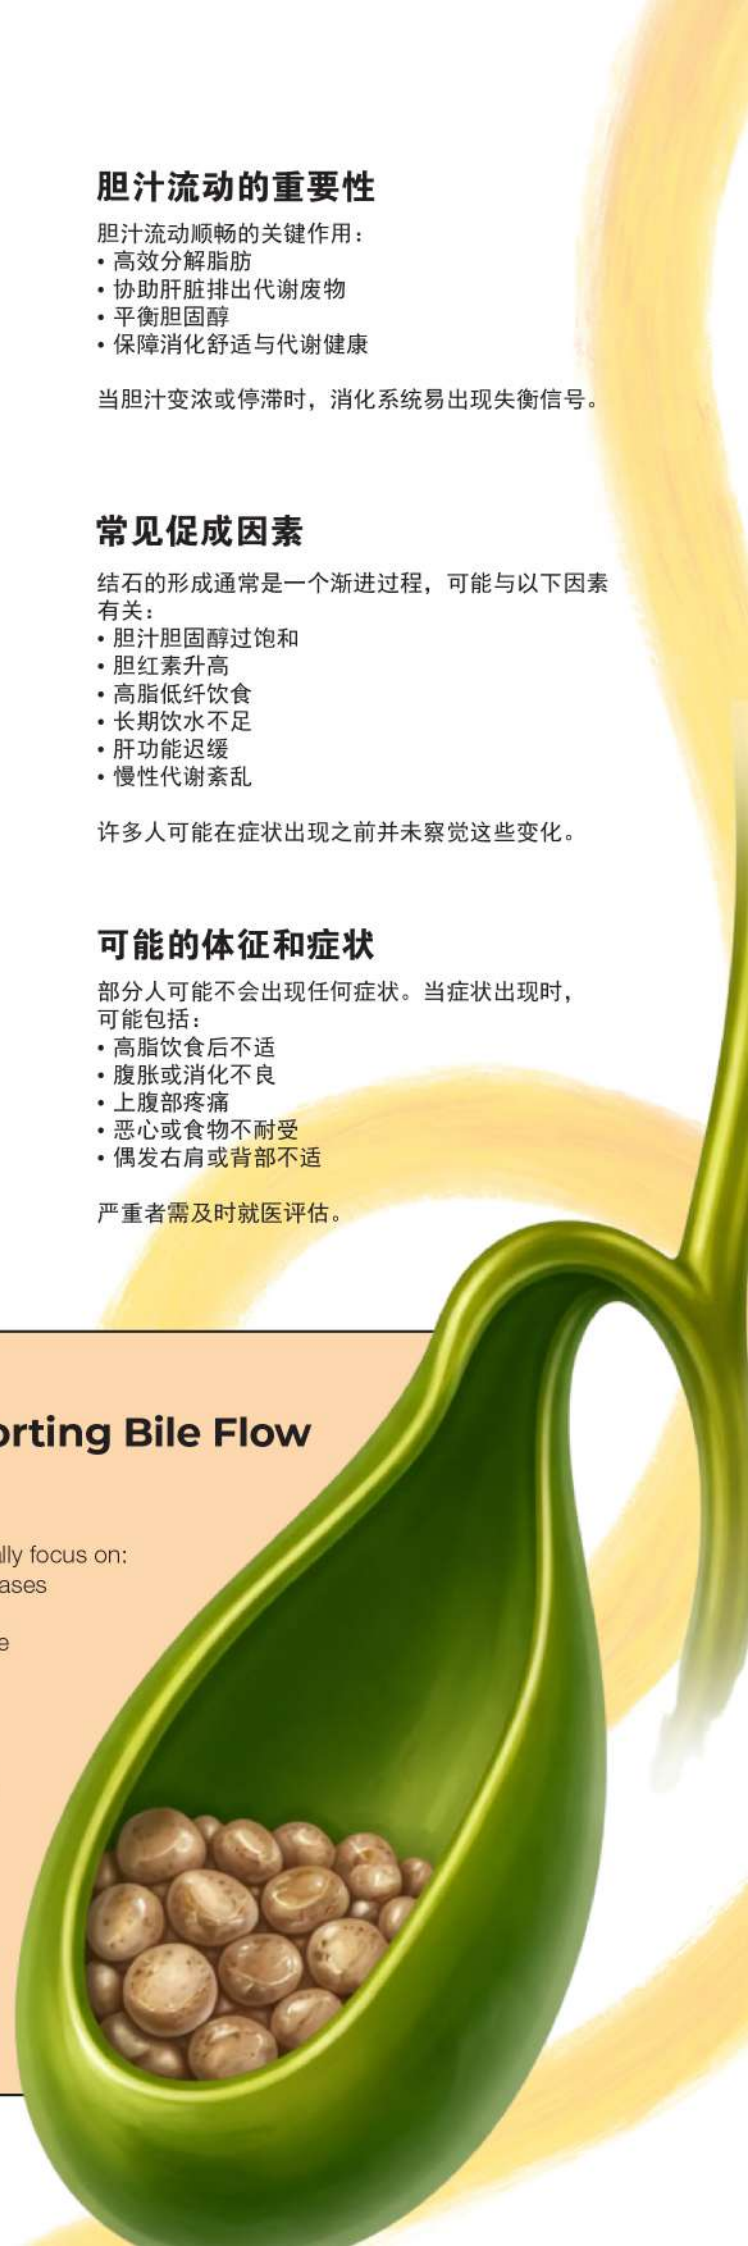 胆汁流动的重要性
胆汁流动顺畅的关键作用：
• 高效分解脂肪
• 协助肝脏排出代谢废物
• 平衡胆固醇
• 保障消化舒适与代谢健康
当胆汁变浓或停滞时，消化系统易出现失衡信号。
常见促成因素
结石的形成通常是一个渐进过程，可能与以下因素
有关：
• 胆汁胆固醇过饱和
• 胆红素升高
• 高脂低纤饮食
• 长期饮水不足
• 肝功能迟缓
• 慢性代谢紊乱
许多人可能在症状出现之前并未察觉这些变化。
可能的体征和症状
部分人可能不会出现任何症状。当症状出现时，
可能包括：
• 高脂饮食后不适
• 腹胀或消化不良
• 上腹部疼痛
• 恶心或食物不耐受
• 偶发右肩或背部不适
严重者需及时就医评估。
orting Bile Flow
lly focus on:
ases
e